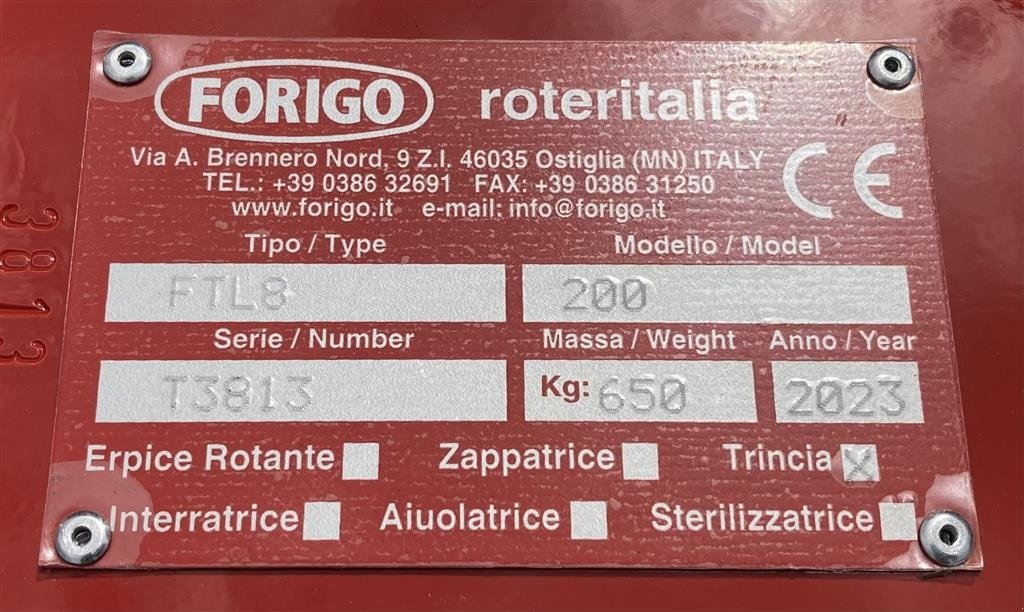 FORIGO roteritalia
Via A. Brennero Nord, 9 Z.I. 46035 Ostiglia (MN) ITALY
TEL.: +39 0386 32691 FAX: +39 0386 31250
www.forigo.it e-mail: info@forigo.it
CE
Tipo / Type Modello / Model
FTL8 200
Serie / Number Massa / Weight Anno / Year
T3813 Kg: 650 2023
Erpice Rotante Zappatrice Trincia X
Interratrice Aiuolatrice Sterilizzatrice
3813